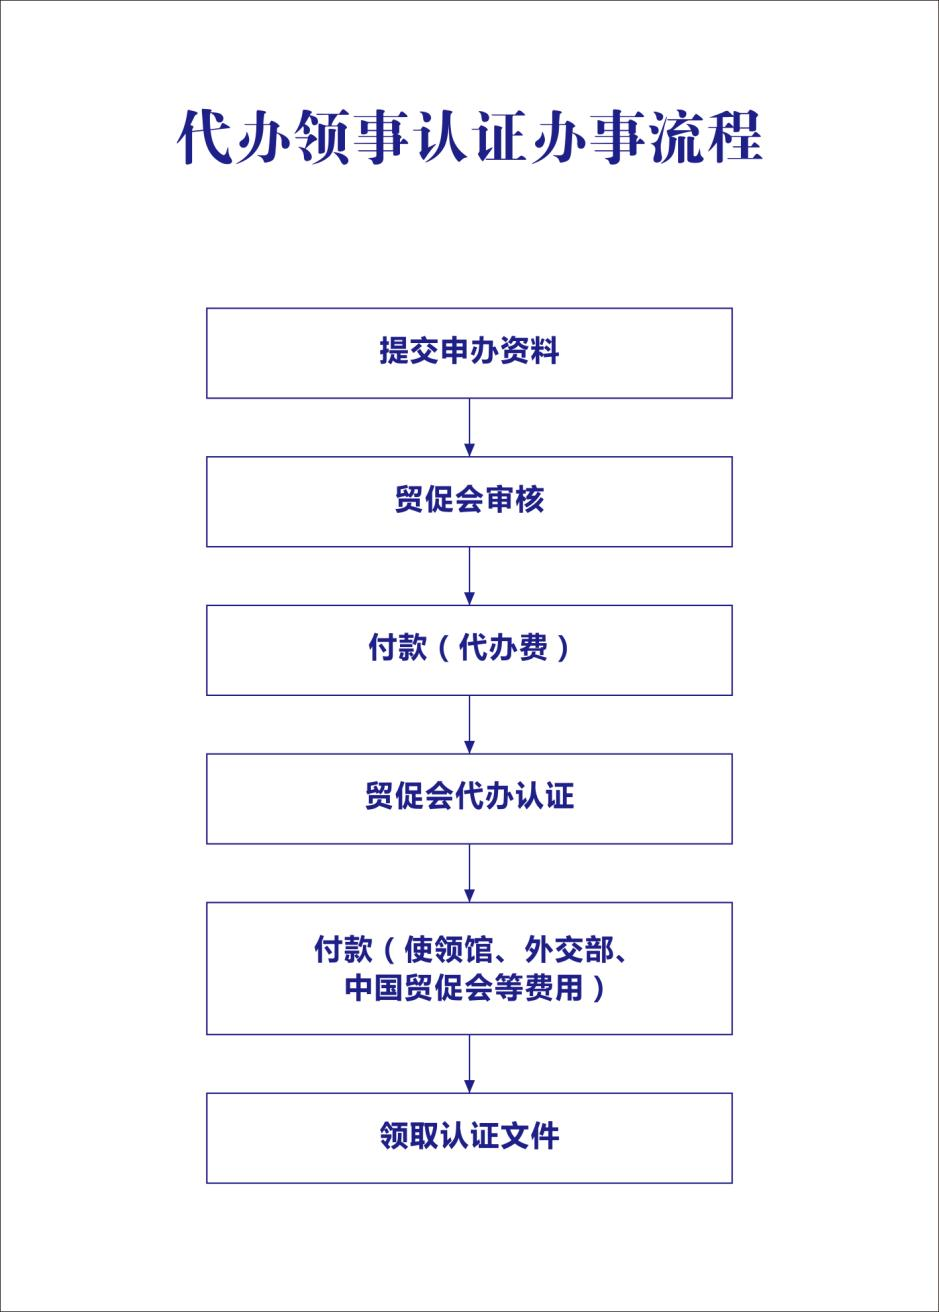 代办领事认证办事流程
提交申办资料
贸促会审核
付款（代办费）
贸促会代办认证
付款（使领馆、外交部、
中国贸促会等费用）
领取认证文件